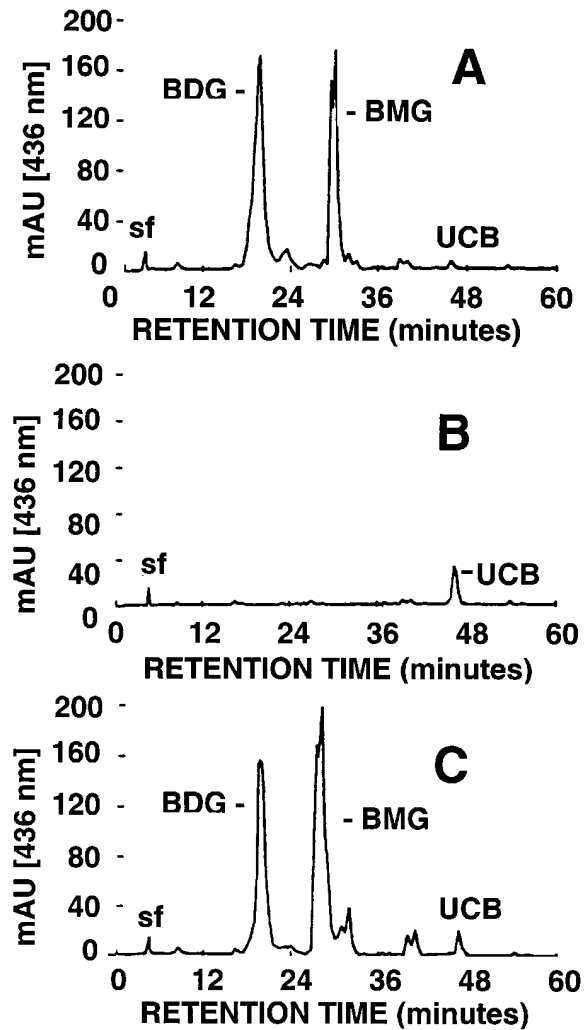 mAU [436 nm]
200
160
120
80
40
0
A
BDG -
- BMG
sf
UCB
0 12 24 36 48 60
RETENTION TIME (minutes)
mAU [436 nm]
200
160
120
80
40
0
B
sf
-UCB
0 12 24 36 48 60
RETENTION TIME (minutes)
mAU [436 nm]
200
160
120
80
40
0
C
BDG -
- BMG
sf
UCB
0 12 24 36 48 60
RETENTION TIME (minutes)